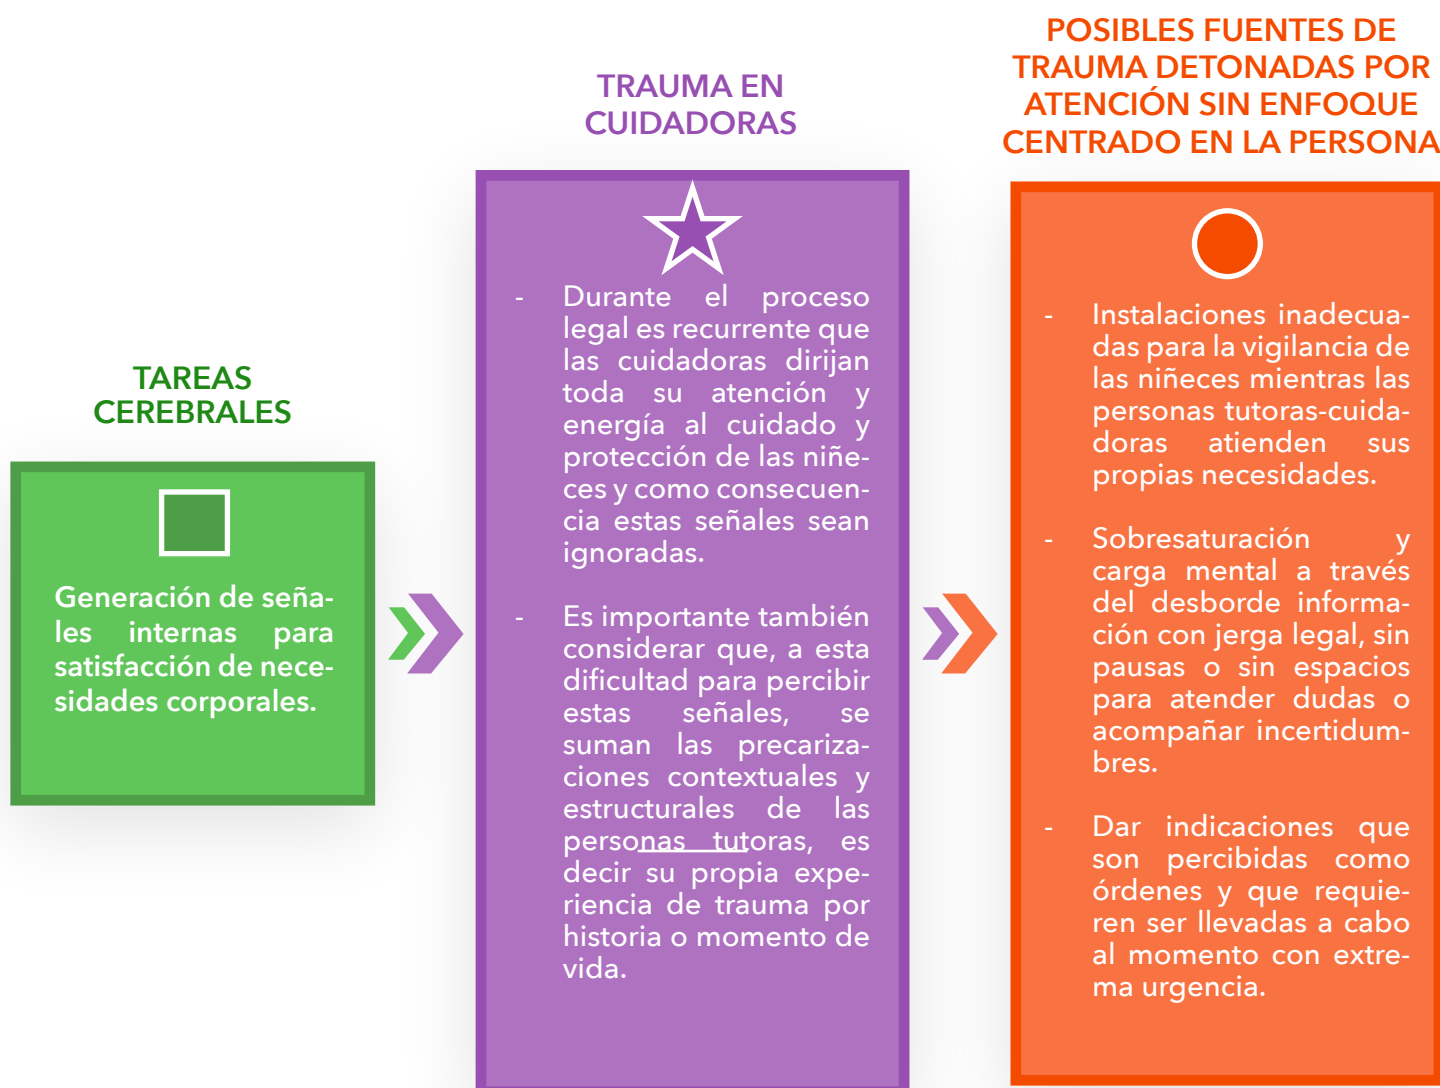 TAREAS
CEREBRALES
Generación de seña-
les internas para
satisfacción de nece-
sidades corporales.
TRAUMA EN
CUIDADORAS
- Durante el proceso
legal es recurrente que
las cuidadoras dirijan
toda su atención y
energía al cuidado y
protección de las niñe-
ces y como consecuen-
cia estas señales sean
ignoradas.
- Es importante también
considerar que, a esta
dificultad para percibir
estas señales, se
suman las precariza-
ciones contextuales y
estructurales de las
personas tutoras, es
decir su propia expe-
riencia de trauma por
historia o momento de
vida.
POSIBLES FUENTES DE
TRAUMA DETONADAS POR
ATENCIÓN SIN ENFOQUE
CENTRADO EN LA PERSONA
- Instalaciones inadecua-
das para la vigilancia de
las niñeces mientras las
personas tutoras-cuida-
doras atienden sus
propias necesidades.
- Sobresaturación y
carga mental a través
del desborde informa-
ción con jerga legal, sin
pausas o sin espacios
para atender dudas o
acompañar incertidum-
bres.
- Dar indicaciones que
son percibidas como
órdenes y que requie-
ren ser llevadas a cabo
al momento con extre-
ma urgencia.